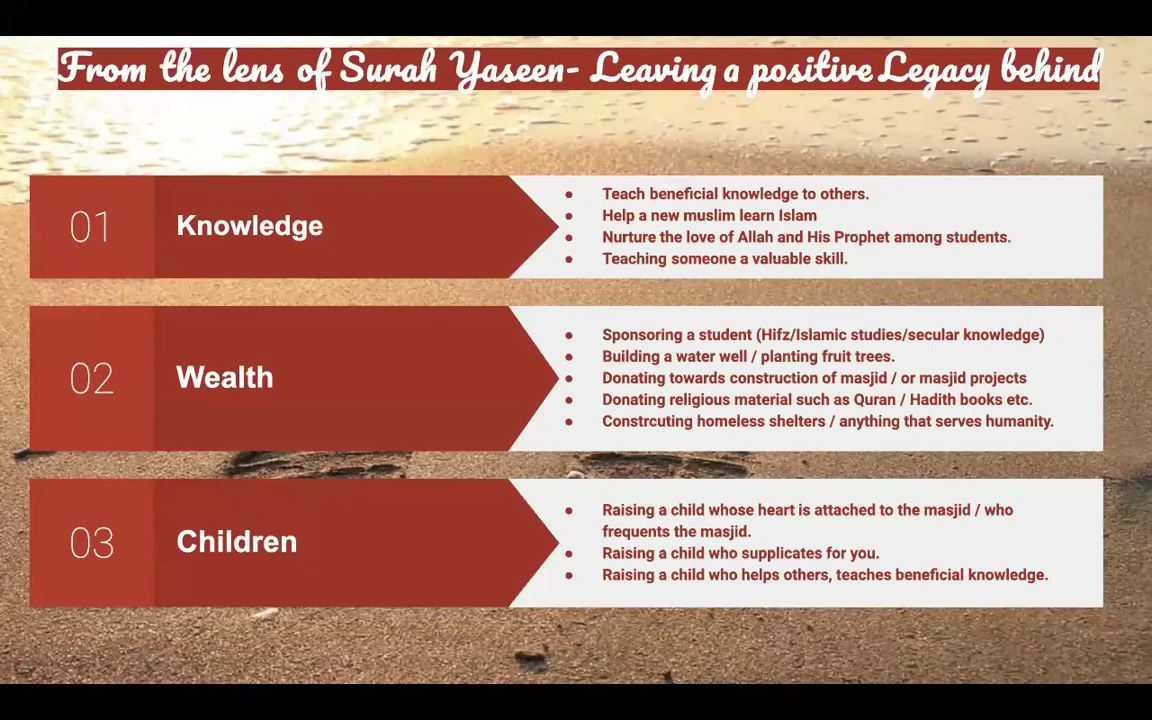 From the lens of Surah Yaseen- Leaving a positive Legacy behind
01
Knowledge
• Teach beneficial knowledge to others.
• Help a new muslim learn Islam
• Nurture the love of Allah and His Prophet among students.
• Teaching someone a valuable skill.
02
Wealth
• Sponsoring a student (Hifz/Islamic studies/secular knowledge)
• Building a water well / planting fruit trees.
• Donating towards construction of masjid / or masjid projects
• Donating religious material such as Quran / Hadith books etc.
• Constrcuting homeless shelters / anything that serves humanity.
03
Children
• Raising a child whose heart is attached to the masjid / who
frequents the masjid.
• Raising a child who supplicates for you.
• Raising a child who helps others, teaches beneficial knowledge.